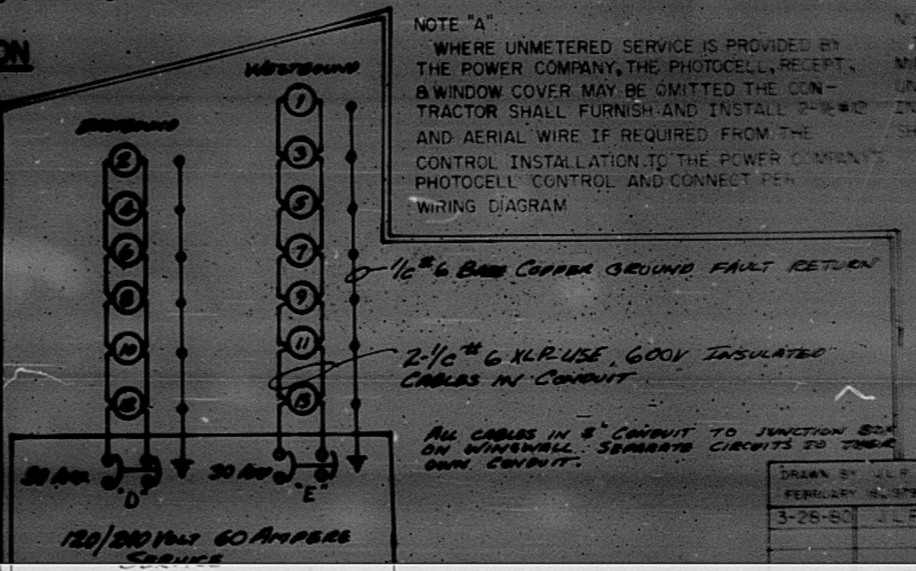 ON
NOTE "A":
WHERE UNMETERED SERVICE IS PROVIDED BY
THE POWER COMPANY, THE PHOTOCELL, RECEPT.
& WINDOW COVER MAY BE OMITTED THE CON-
TRACTOR SHALL FURNISH AND INSTALL
AND AERIAL WIRE IF REQUIRED FROM THE
CONTROL INSTALLATION TO THE POWER COMPANY'S
PHOTOCELL CONTROL AND CONNECT PER
WIRING DIAGRAM
WESTBOUND
EASTBOUND
1
2
3
4
5
6
7
8
9
10
11
12
13
1/C #6 BARE COPPER GROUND FAULT RETURN
2-1/C #6 XLP-USE, 600V INSULATED
CABLES IN CONDUIT
ALL CABLES IN CONDUIT TO JUNCTION BOX
ON WINGWALL. SEPARATE CIRCUITS TO THEIR
OWN CONDUIT.
30 AMP
"D"
30 AMP
"E"
120/240 VOLT 60 AMPERE
SERVICE
DRAWN BY J.L.R.
FEBRUARY
3-28-80